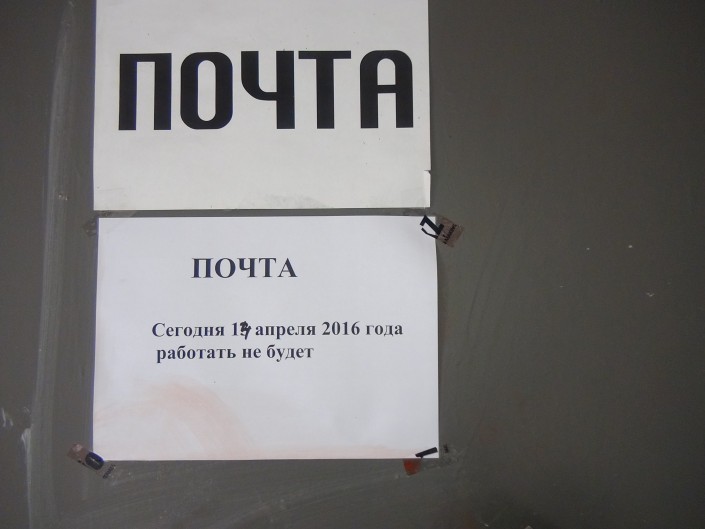 ПОЧТА
ПОЧТА
Сегодня апреля 2016 года
работать не будет